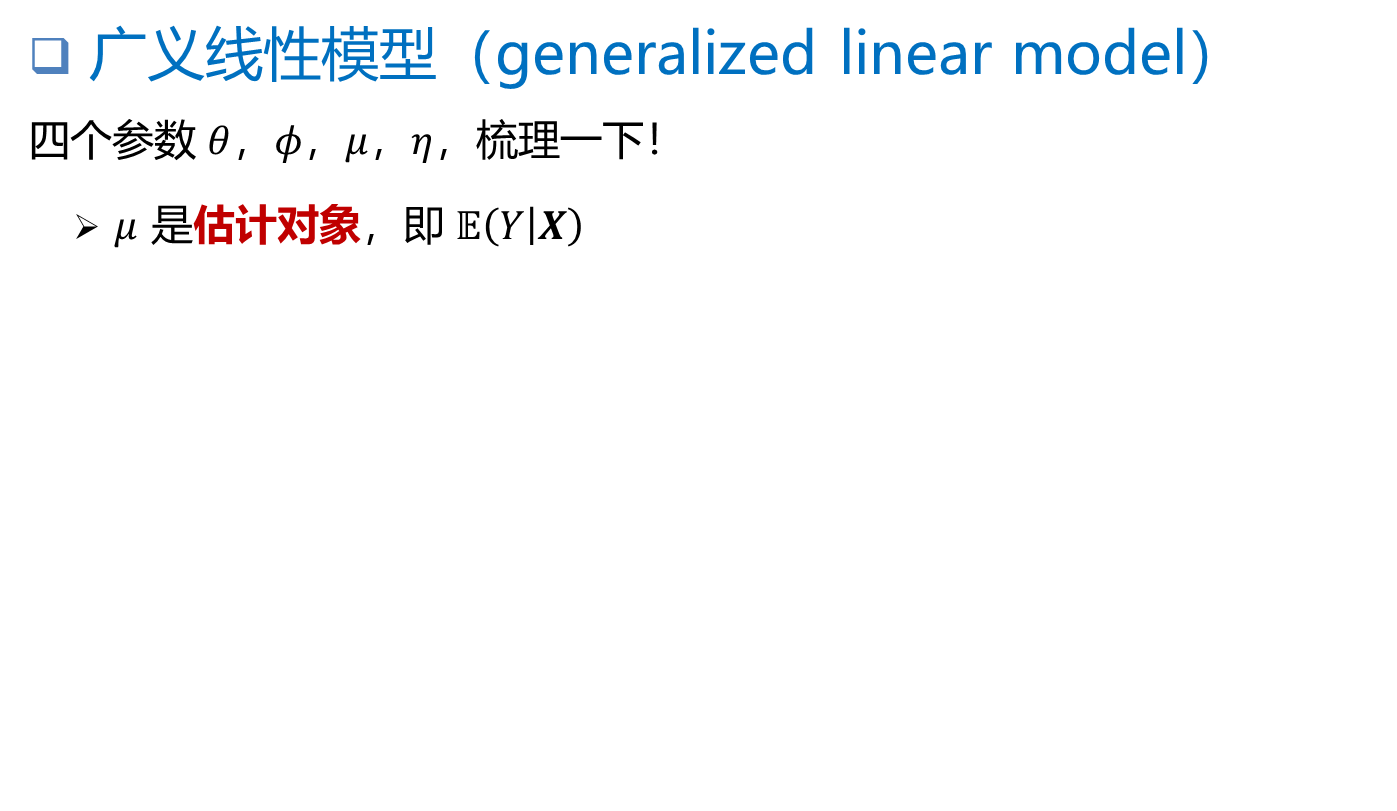 ❑ 广义线性模型（generalized linear model）
四个参数 𝜃，𝜙，𝜇，𝜂，梳理一下！
➢ 𝜇 是估计对象，即 𝔼(𝑌|𝑿)